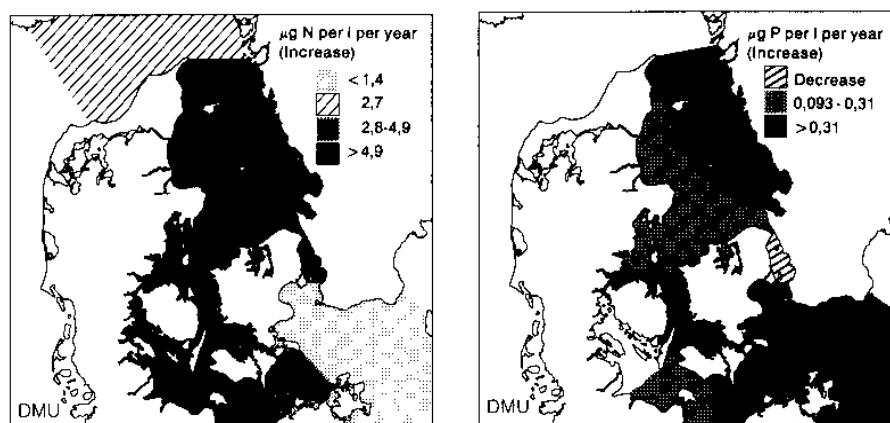 µg N per l per year
(Increase)
< 1,4
2,7
2,8-4,9
> 4,9
DMU
µg P per l per year
(Increase)
Decrease
0,093 - 0,31
> 0,31
DMU